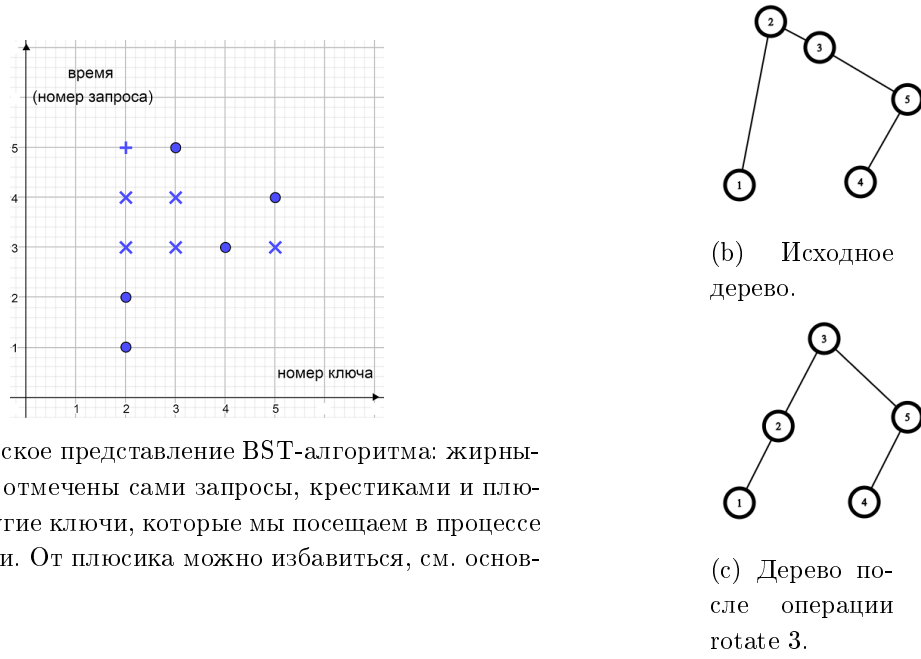 время
(номер запроса)
5
4
3
2
1
номер ключа
1 2 3 4 5
ское представление BST-алгоритма: жирны-
отмечены сами запросы, крестиками и плю-
гие ключи, которые мы посещаем в процессе
и. От плюсика можно избавиться, см. основ-
2
3
5
1
4
(b) Исходное
дерево.
3
2
5
1
4
(c) Дерево по-
сле операции
rotate 3.